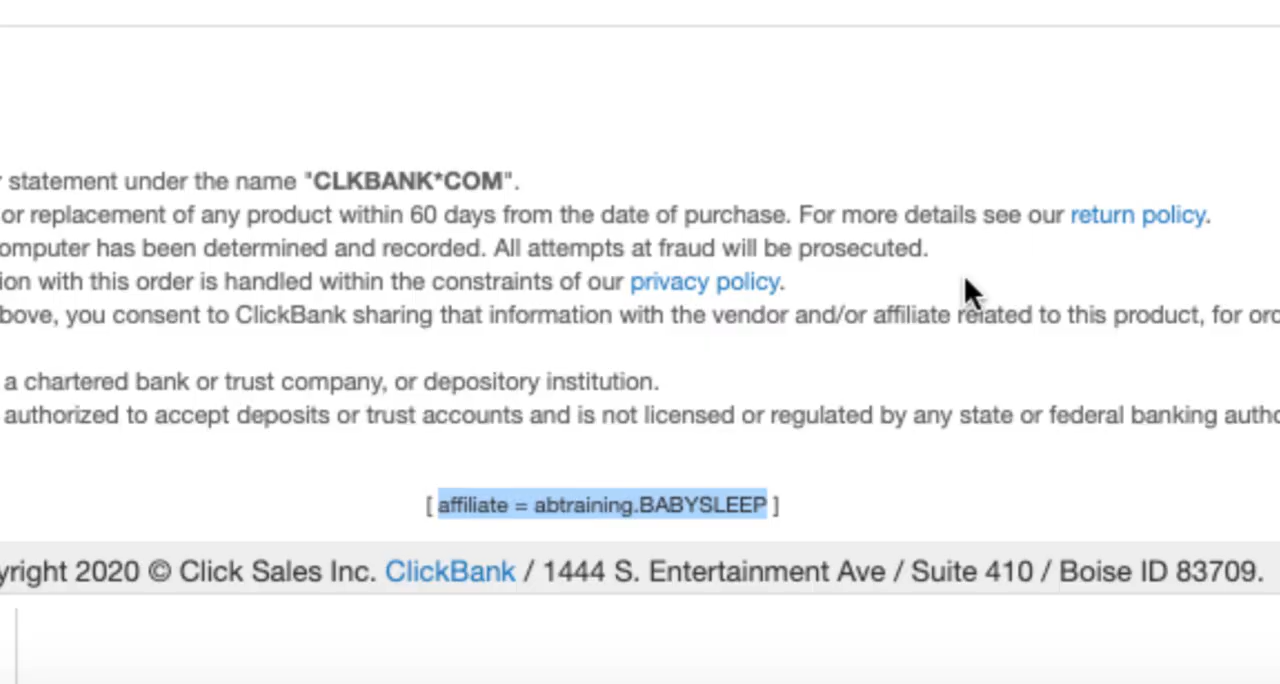 statement under the name "CLKBANK*COM".
or replacement of any product within 60 days from the date of purchase. For more details see our return policy.
omputer has been determined and recorded. All attempts at fraud will be prosecuted.
ion with this order is handled within the constraints of our privacy policy.
bove, you consent to ClickBank sharing that information with the vendor and/or affiliate related to this product, for ord
a chartered bank or trust company, or depository institution.
authorized to accept deposits or trust accounts and is not licensed or regulated by any state or federal banking autho
[ affiliate = abtraining.BABYSLEEP ]
yright 2020 © Click Sales Inc. ClickBank / 1444 S. Entertainment Ave / Suite 410 / Boise ID 83709.